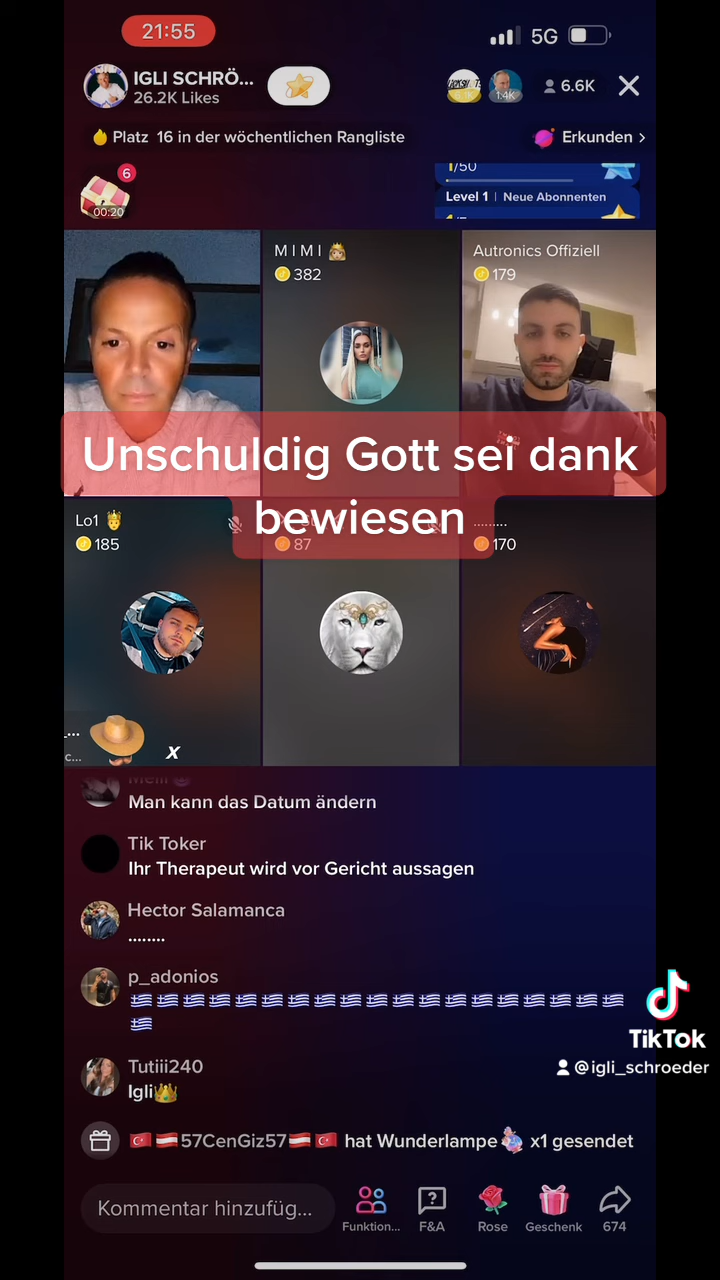 21:55
5G
IGLI SCHRÖ...
26.2K Likes
1.4K
6.6K
Platz 16 in der wöchentlichen Rangliste
Erkunden >
6
00:20
1/50
Level 1 | Neue Abonnenten
M I M I
382
Autronics Offiziell
179
Unschuldig Gott sei dank
bewiesen
Lo1
185
87
.........
170
...
c...
X
Man kann das Datum ändern
Tik Toker
Ihr Therapeut wird vor Gericht aussagen
Hector Salamanca
........
p_adonios
🇬🇷🇬🇷🇬🇷🇬🇷🇬🇷🇬🇷🇬🇷🇬🇷🇬🇷🇬🇷🇬🇷🇬🇷🇬🇷🇬🇷🇬🇷🇬🇷🇬🇷🇬🇷🇬🇷
🇬🇷
TikTok
@igli_schroeder
Tutiii240
Igli👑
🇹🇷🇦🇹57CenGiz57🇦🇹🇹🇷 hat Wunderlampe x1 gesendet
Kommentar hinzufüg...
Funktion...
F&A
Rose
Geschenk
674